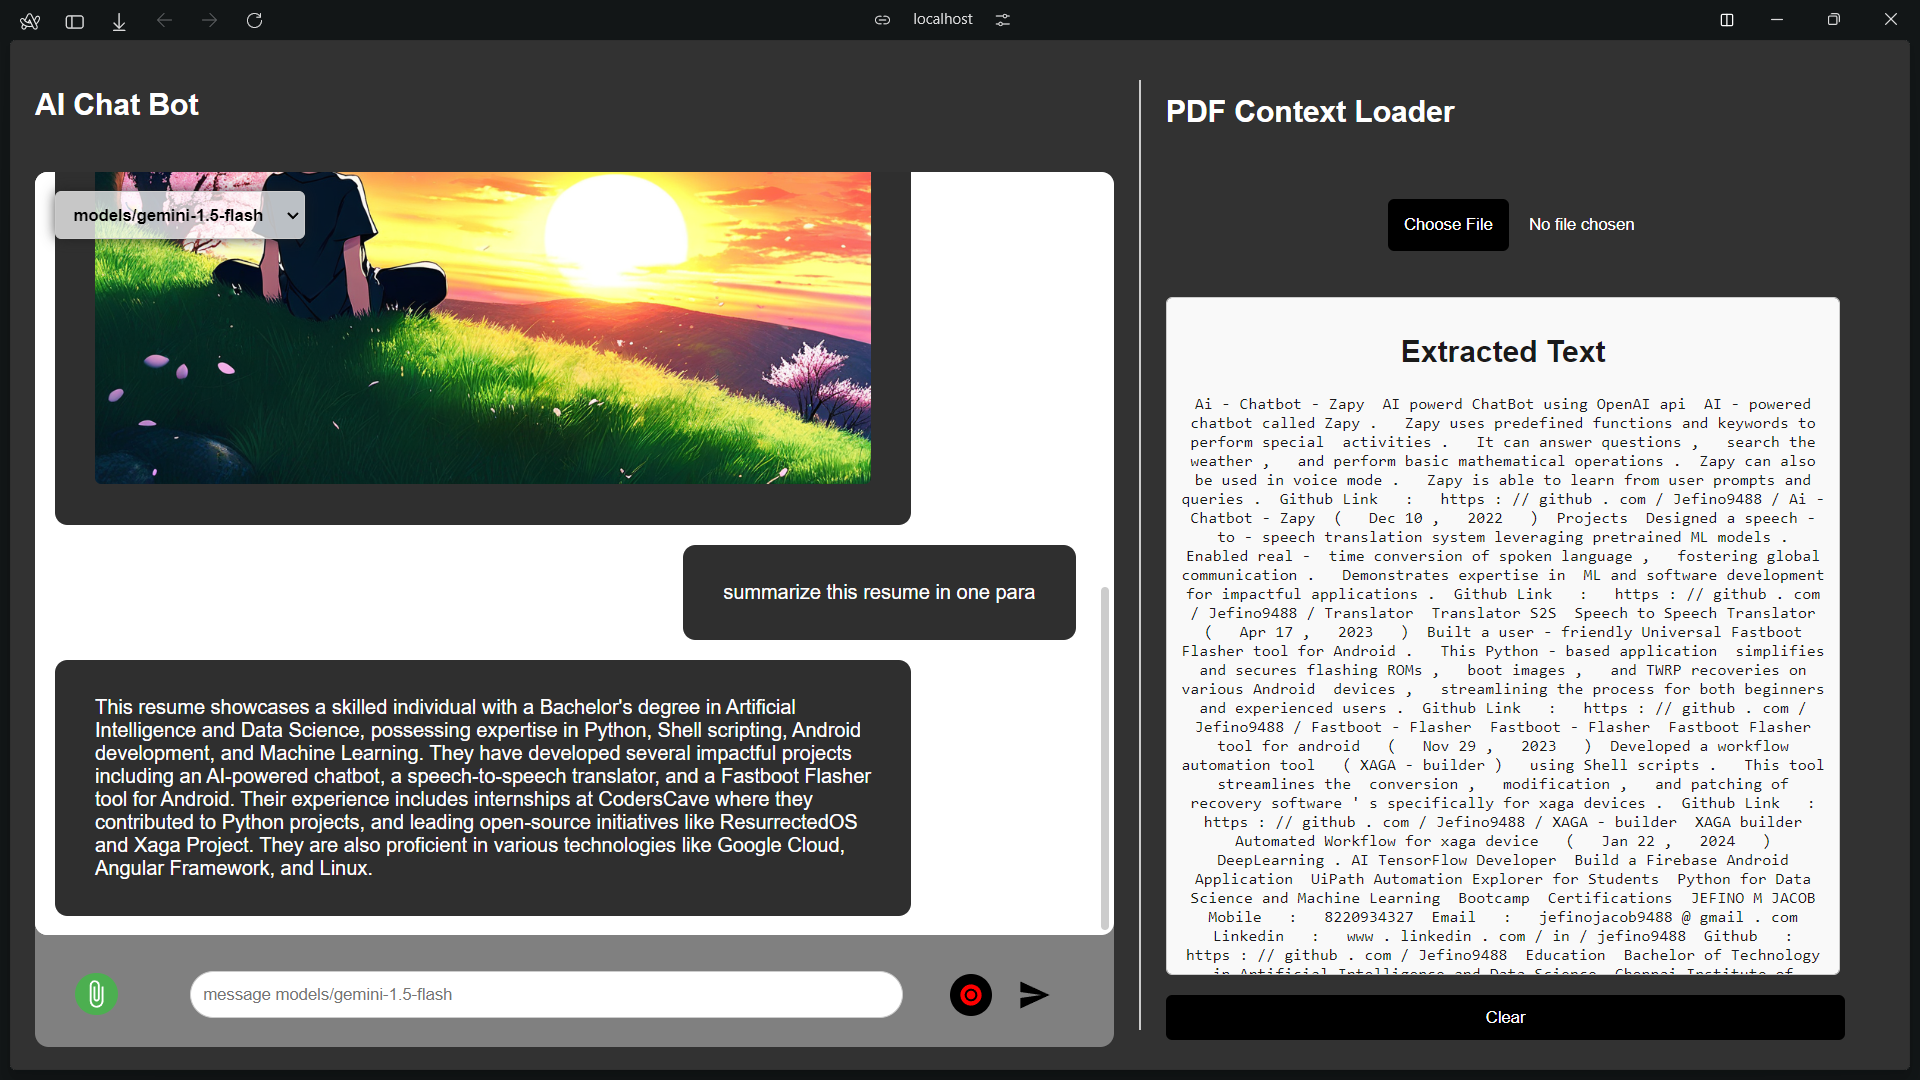 localhost
AI Chat Bot
models/gemini-1.5-flash
summarize this resume in one para
This resume showcases a skilled individual with a Bachelor's degree in Artificial
Intelligence and Data Science, possessing expertise in Python, Shell scripting, Android
development, and Machine Learning. They have developed several impactful projects
including an AI-powered chatbot, a speech-to-speech translator, and a Fastboot Flasher
tool for Android. Their experience includes internships at CodersCave where they
contributed to Python projects, and leading open-source initiatives like ResurrectedOS
and Xaga Project. They are also proficient in various technologies like Google Cloud,
Angular Framework, and Linux.
message models/gemini-1.5-flash
PDF Context Loader
Choose File No file chosen
Extracted Text
Ai - Chatbot - Zapy AI powerd ChatBot using OpenAI api AI - powered
chatbot called Zapy . Zapy uses predefined functions and keywords to
perform special activities . It can answer questions , search the
weather , and perform basic mathematical operations . Zapy can also
be used in voice mode . Zapy is able to learn from user prompts and
queries . Github Link : https : // github . com / Jefino9488 / Ai -
Chatbot - Zapy ( Dec 10 , 2022 ) Projects Designed a speech -
to - speech translation system leveraging pretrained ML models .
Enabled real - time conversion of spoken language , fostering global
communication . Demonstrates expertise in ML and software development
for impactful applications . Github Link : https : // github . com
/ Jefino9488 / Translator Translator S2S Speech to Speech Translator
( Apr 17 , 2023 ) Built a user - friendly Universal Fastboot
Flasher tool for Android . This Python - based application simplifies
and secures flashing ROMs , boot images , and TWRP recoveries on
various Android devices , streamlining the process for both beginners
and experienced users . Github Link : https : // github . com /
Jefino9488 / Fastboot - Flasher Fastboot - Flasher Fastboot Flasher
tool for android ( Nov 29 , 2023 ) Developed a workflow
automation tool ( XAGA - builder ) using Shell scripts . This tool
streamlines the conversion , modification , and patching of
recovery software ' s specifically for xaga devices . Github Link :
https : // github . com / Jefino9488 / XAGA - builder XAGA builder
Automated Workflow for xaga device ( Jan 22 , 2024 )
DeepLearning . AI TensorFlow Developer Build a Firebase Android
Application UiPath Automation Explorer for Students Python for Data
Science and Machine Learning Bootcamp Certifications JEFINO M JACOB
Mobile : 8220934327 Email : jefinojacob9488 @ gmail . com
Linkedin : www . linkedin . com / in / jefino9488 Github :
https : // github . com / Jefino9488 Education Bachelor of Technology
in Artificial Intelligence and Data Science Chennai Institute of
Clear